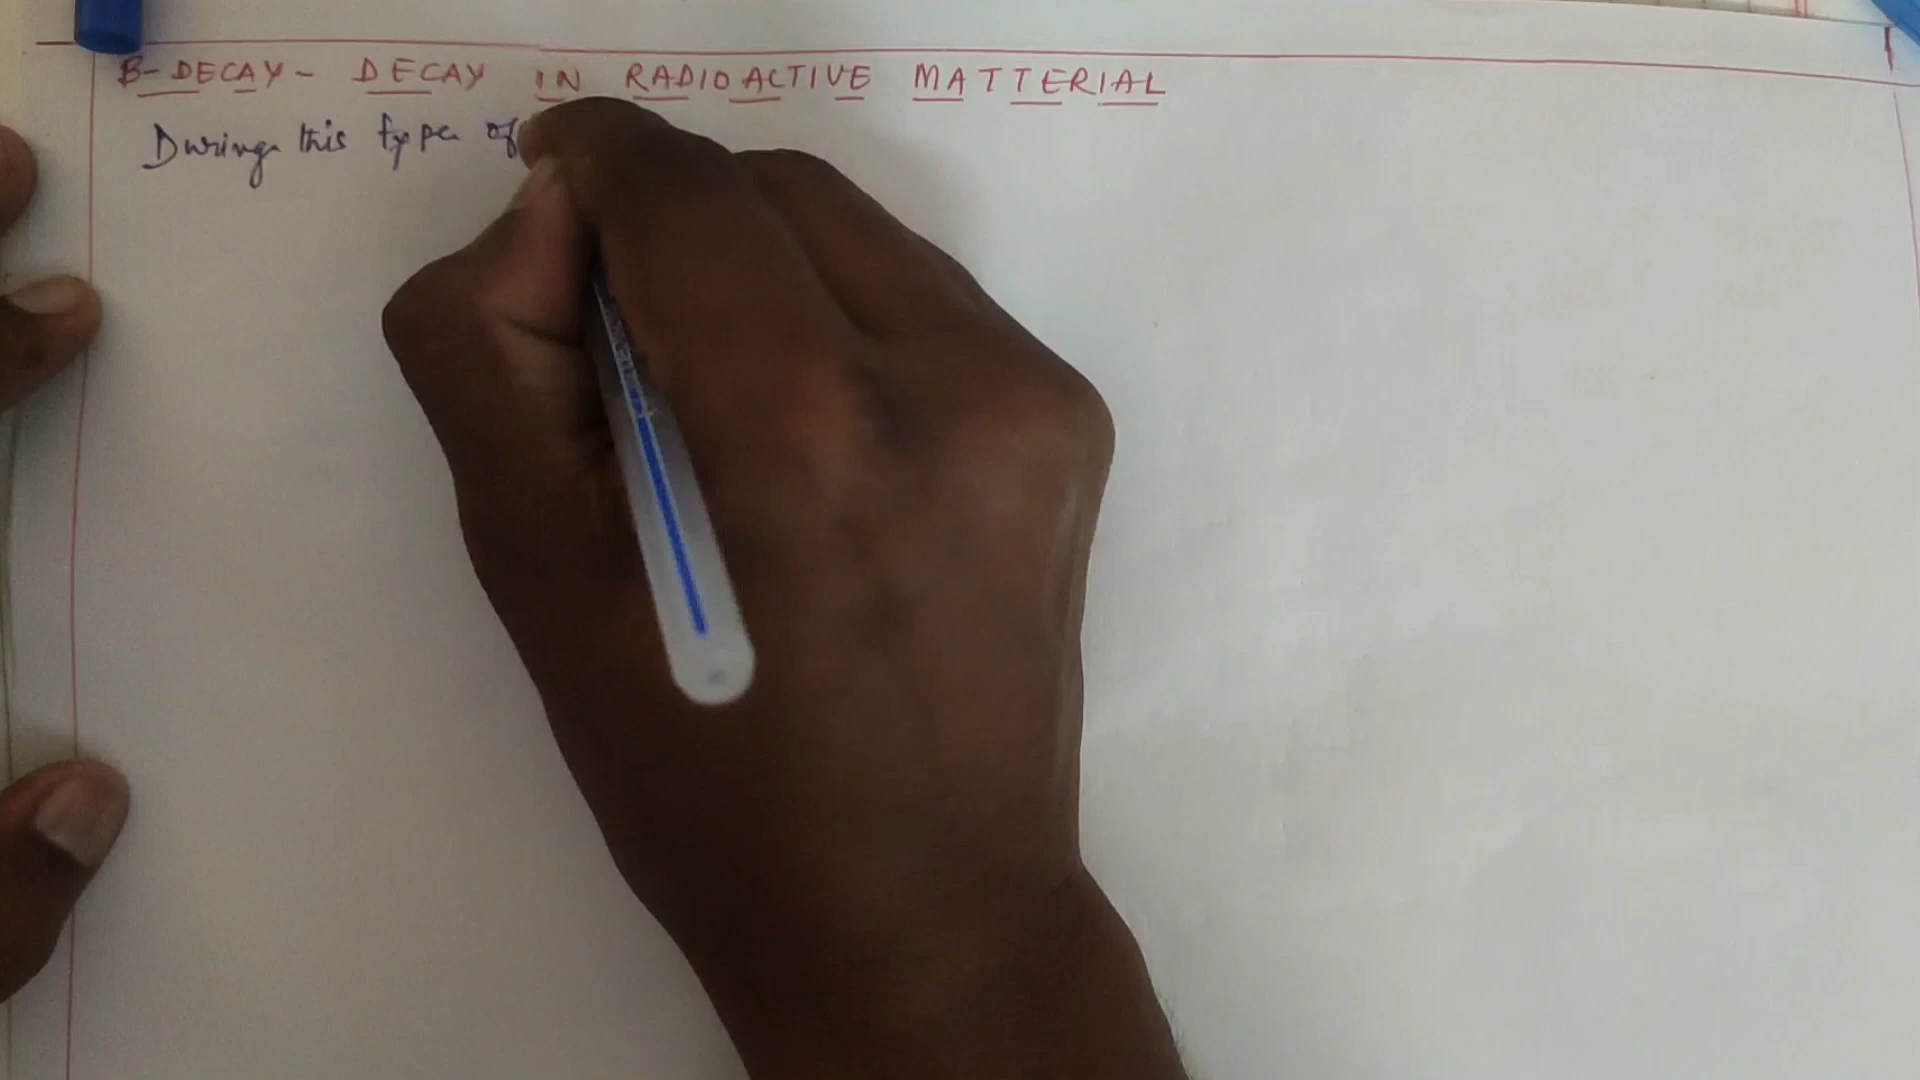 B-DECAY- DECAY IN RADIOACTIVE MATTERIAL
During this type of